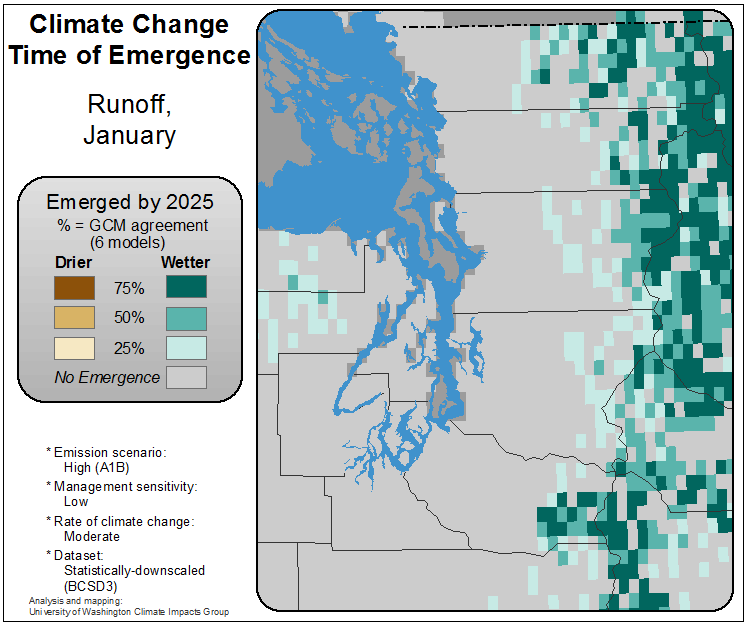 Climate Change
Time of Emergence
Runoff,
January
Emerged by 2025
% = GCM agreement
(6 models)
Drier Wetter
75%
50%
25%
No Emergence
* Emission scenario:
High (A1B)
* Management sensitivity:
Low
* Rate of climate change:
Moderate
* Dataset:
Statistically-downscaled
(BCSD3)
Analysis and mapping:
University of Washington Climate Impacts Group